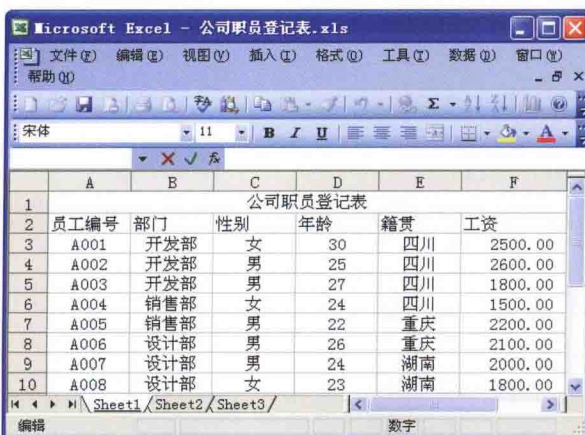 Microsoft Excel - 公司职员登记表.xls
文件(F) 编辑(E) 视图(V) 插入(I) 格式(O) 工具(T) 数据(D) 窗口(W)
帮助(H)
宋体 11 B I U A
A B C D E F
1 公司职员登记表
2 员工编号 部门 性别 年龄 籍贯 工资
3 A001 开发部 女 30 四川 2500.00
4 A002 开发部 男 25 四川 2600.00
5 A003 开发部 男 27 四川 1800.00
6 A004 销售部 女 24 四川 1500.00
7 A005 销售部 男 22 重庆 2200.00
8 A006 设计部 男 26 重庆 2100.00
9 A007 设计部 男 24 湖南 2000.00
10 A008 设计部 女 23 湖南 1800.00
Sheet1 Sheet2 Sheet3
编辑 数字